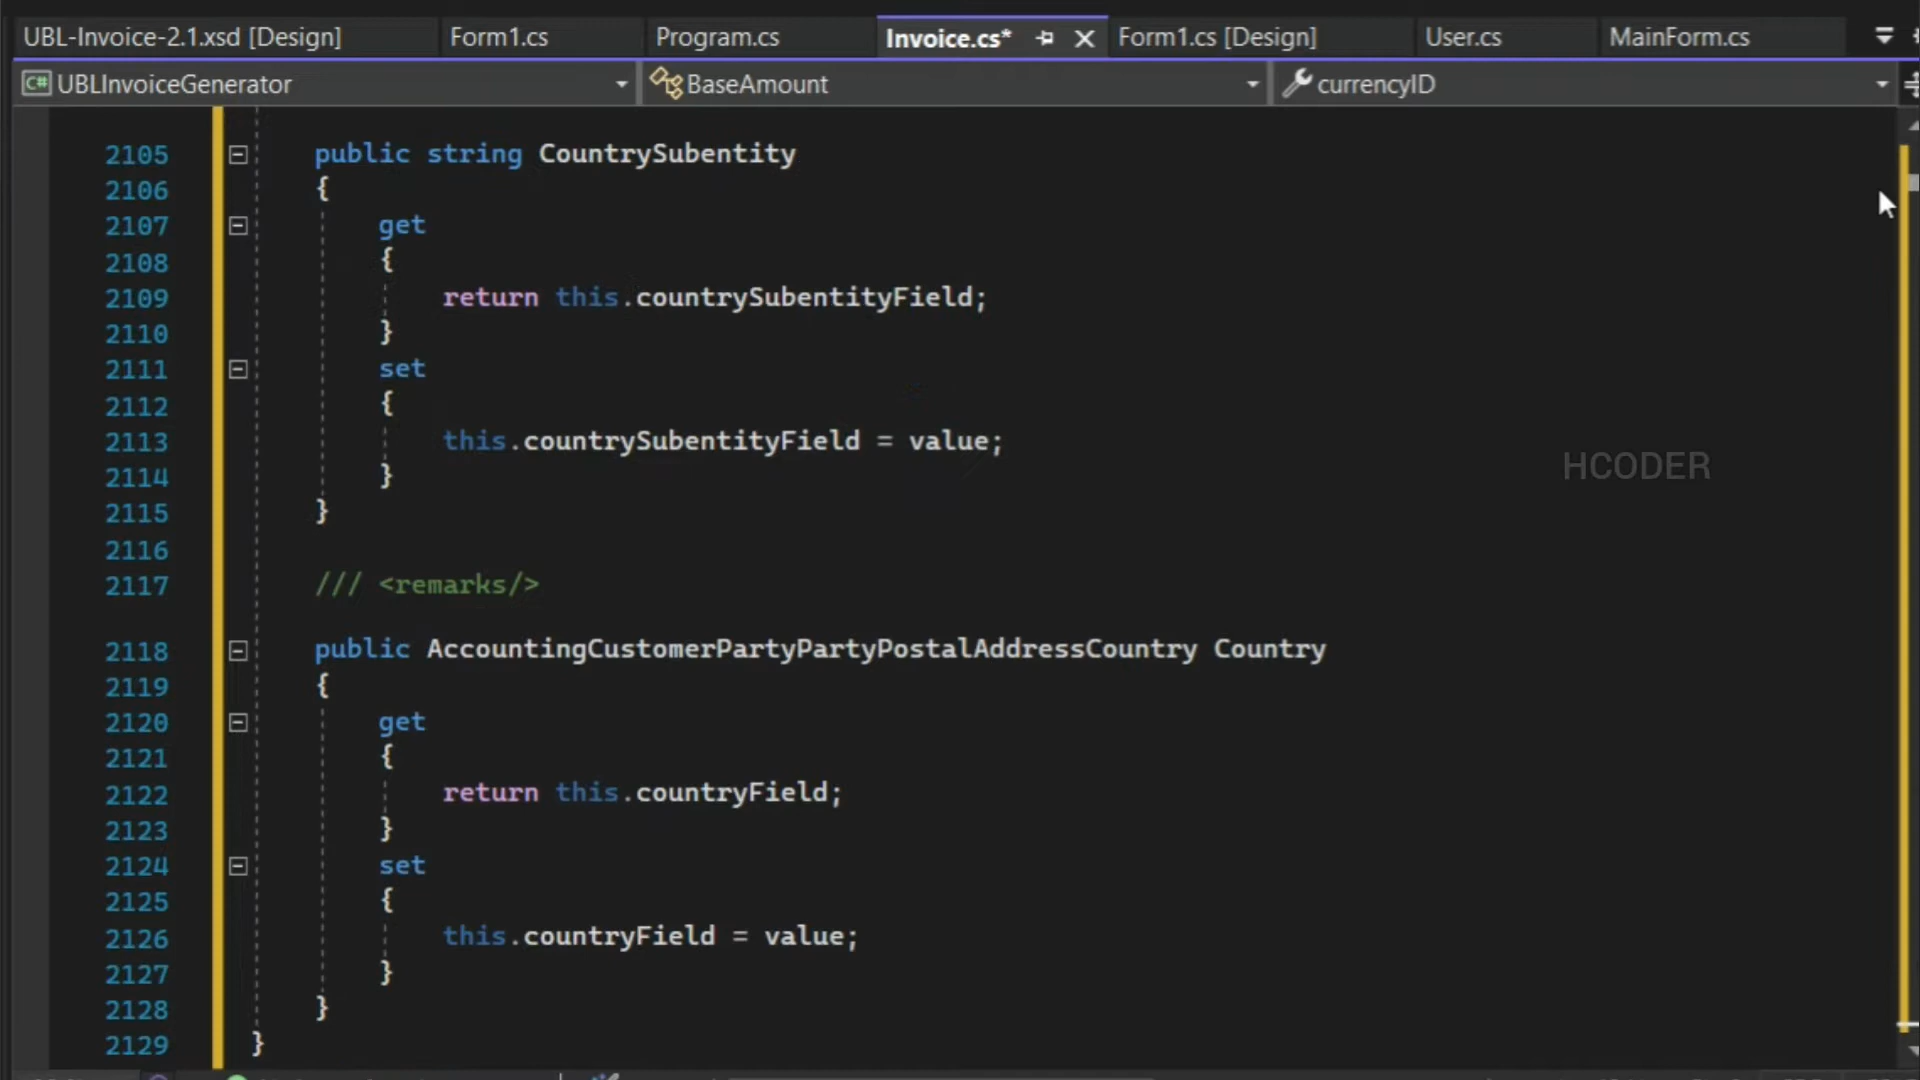 UBL-Invoice-2.1.xsd [Design] Form1.cs Program.cs Invoice.cs* Form1.cs [Design] User.cs MainForm.cs
C# UBLInvoiceGenerator BaseAmount currencyID
2105 public string CountrySubentity
2106 {
2107 get
2108 {
2109 return this.countrySubentityField;
2110 }
2111 set
2112 {
2113 this.countrySubentityField = value;
2114 }
2115 }
2116
2117 /// <remarks/>
2118 public AccountingCustomerPartyPartyPostalAddressCountry Country
2119 {
2120 get
2121 {
2122 return this.countryField;
2123 }
2124 set
2125 {
2126 this.countryField = value;
2127 }
2128 }
2129 }
HCODER